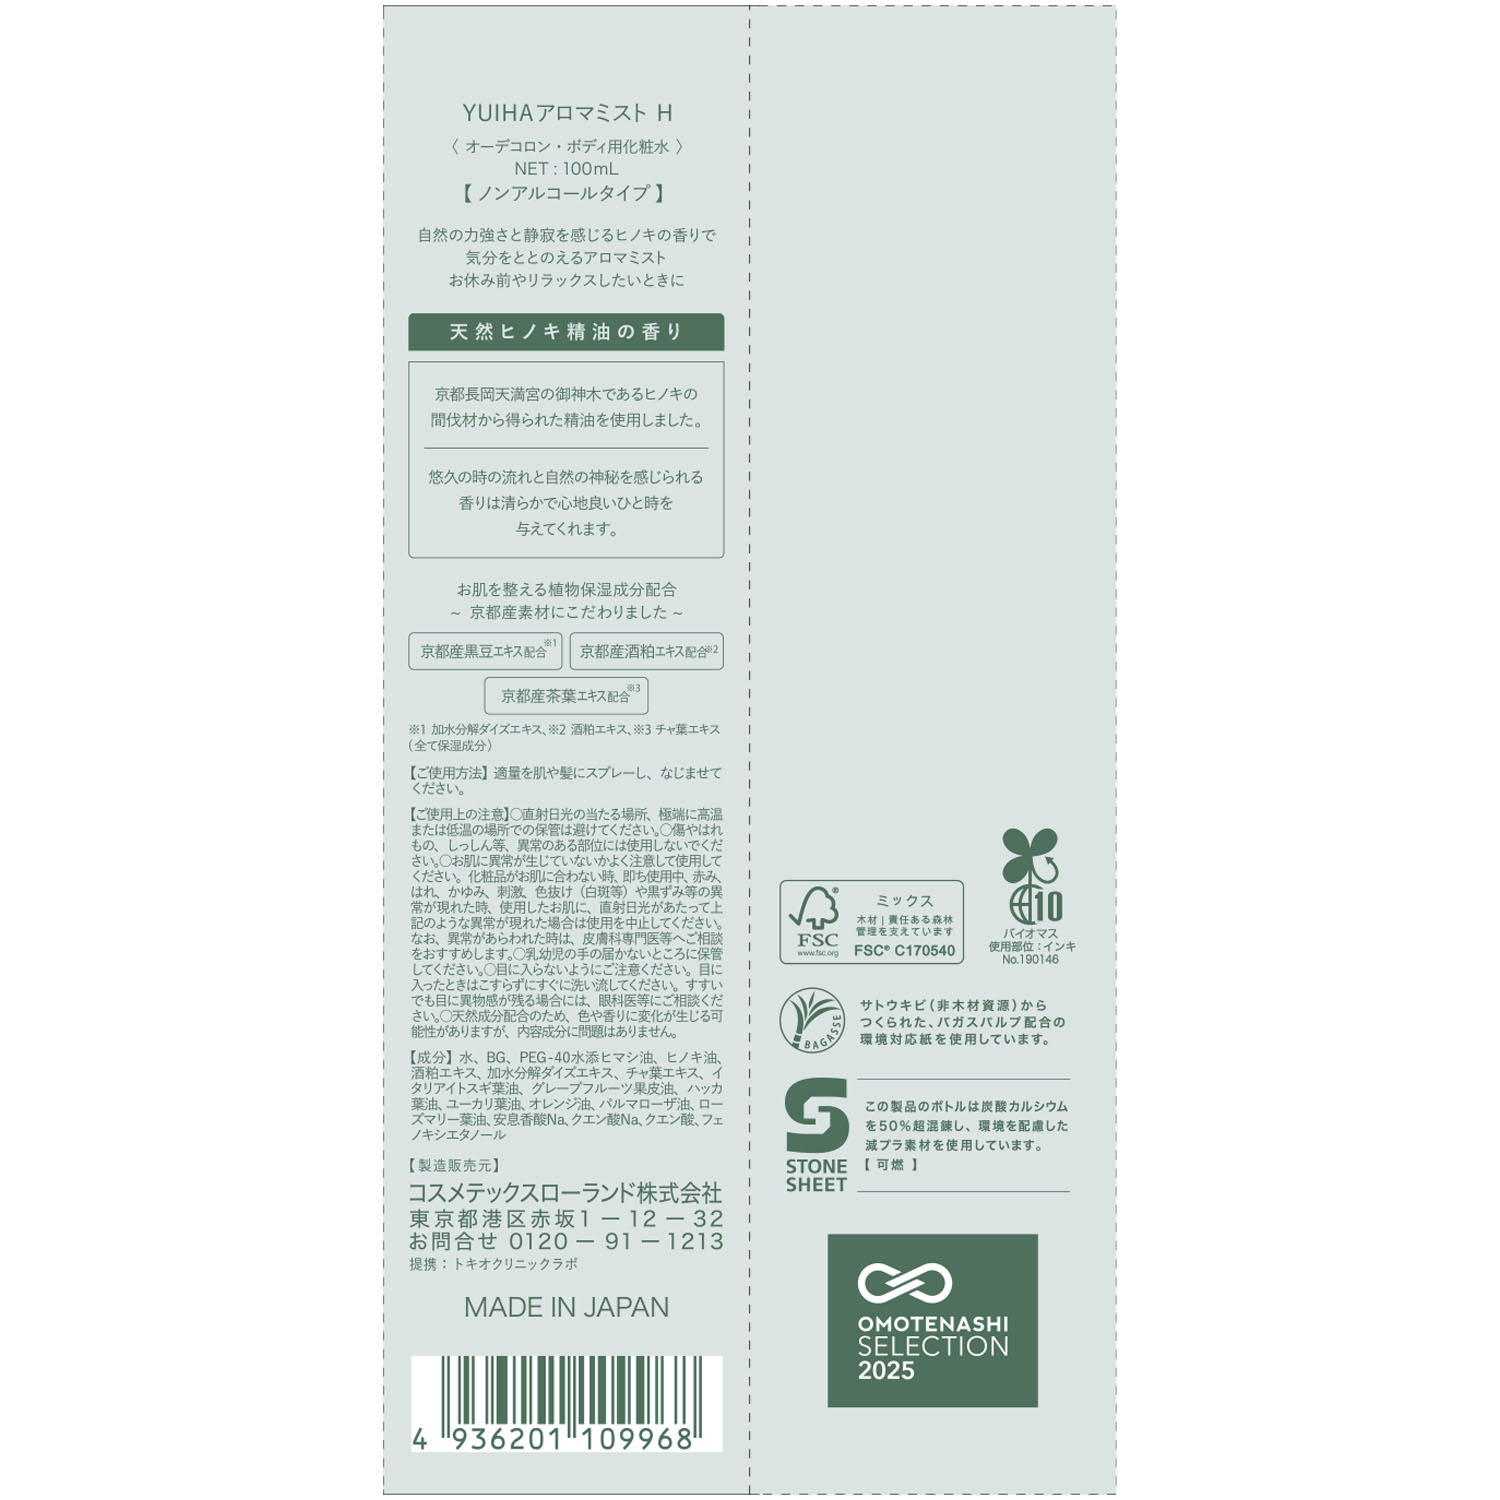 YUIHAアロマミスト H
〈 オーデコロン・ボディ用化粧水 〉
NET : 100mL
【 ノンアルコールタイプ 】
自然の力強さと静寂を感じるヒノキの香りで
気分をととのえるアロマミスト
お休み前やリラックスしたいときに
天然ヒノキ精油の香り
京都長岡天満宮の御神木であるヒノキの
間伐材から得られた精油を使用しました。
悠久の時の流れと自然の神秘を感じられる
香りは清らかで心地良いひと時を
与えてくれます。
お肌を整える植物保湿成分配合
~ 京都産素材にこだわりました ~
京都産黒豆エキス配合※1
京都産酒粕エキス配合※2
京都産茶葉エキス配合※3
※1 加水分解ダイズエキス、※2 酒粕エキス、※3 チャ葉エキス
（全て保湿成分）
【ご使用方法】適量を肌や髪にスプレーし、なじませて
ください。
【ご使用上の注意】○直射日光の当たる場所、極端に高温
または低温の場所での保管は避けてください。○傷やはれ
もの、しっしん等、異常のある部位には使用しないでくだ
さい。○お肌に異常が生じていないかよく注意して使用して
ください。化粧品がお肌に合わない時、即ち使用中、赤み、
はれ、かゆみ、刺激、色抜け（白斑等）や黒ずみ等の異
常が現れた時、使用したお肌に、直射日光があたって上
記のような異常が現れた場合は使用を中止してください。
なお、異常があらわれた時は、皮膚科専門医等へご相談
をおすすめします。○乳幼児の手の届かないところに保管
してください。○目に入らないようにご注意ください。目に
入ったときはこすらずにすぐに洗い流してください。すすい
でも目に異物感が残る場合には、眼科医等にご相談くだ
さい。○天然成分配合のため、色や香りに変化が生じる可
能性がありますが、内容成分に問題はありません。
【成分】水、BG、PEG-40水添ヒマシ油、ヒノキ油、
酒粕エキス、加水分解ダイズエキス、チャ葉エキス、イ
タリアイトスギ葉油、グレープフルーツ果皮油、ハッカ
葉油、ユーカリ葉油、オレンジ油、パルマローザ油、ロー
ズマリー葉油、安息香酸Na、クエン酸Na、クエン酸、フェ
ノキシエタノール
【製造販売元】
コスメテックスローランド株式会社
東京都港区赤坂1－12－32
お問合せ 0120－91－1213
提携：トキオクリニックラボ
MADE IN JAPAN
4 936201 109968
FSC
www.fsc.org
®
ミックス
木材 | 責任ある森林
管理を支えています
FSC® C170540
10
バイオマス
使用部位：インキ
No.190146
BAGASSE
サトウキビ（非木材資源）から
つくられた、バガスパルプ配合の
環境対応紙を使用しています。
S
STONE
SHEET
この製品のボトルは炭酸カルシウム
を50％超混錬し、環境を配慮した
減プラ素材を使用しています。
【 可燃 】
OMOTENASHI
SELECTION
2025